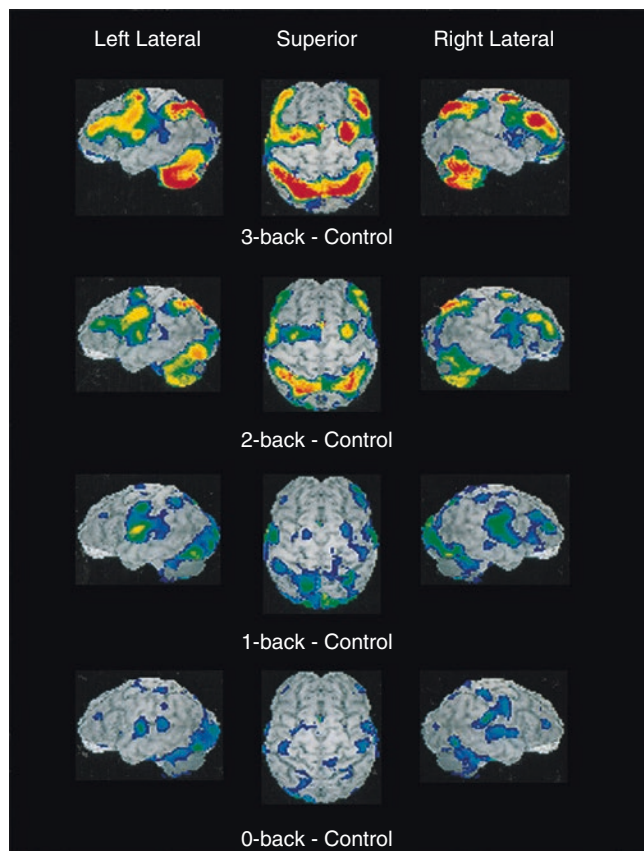 Left Lateral Superior Right Lateral
3-back - Control
2-back - Control
1-back - Control
0-back - Control